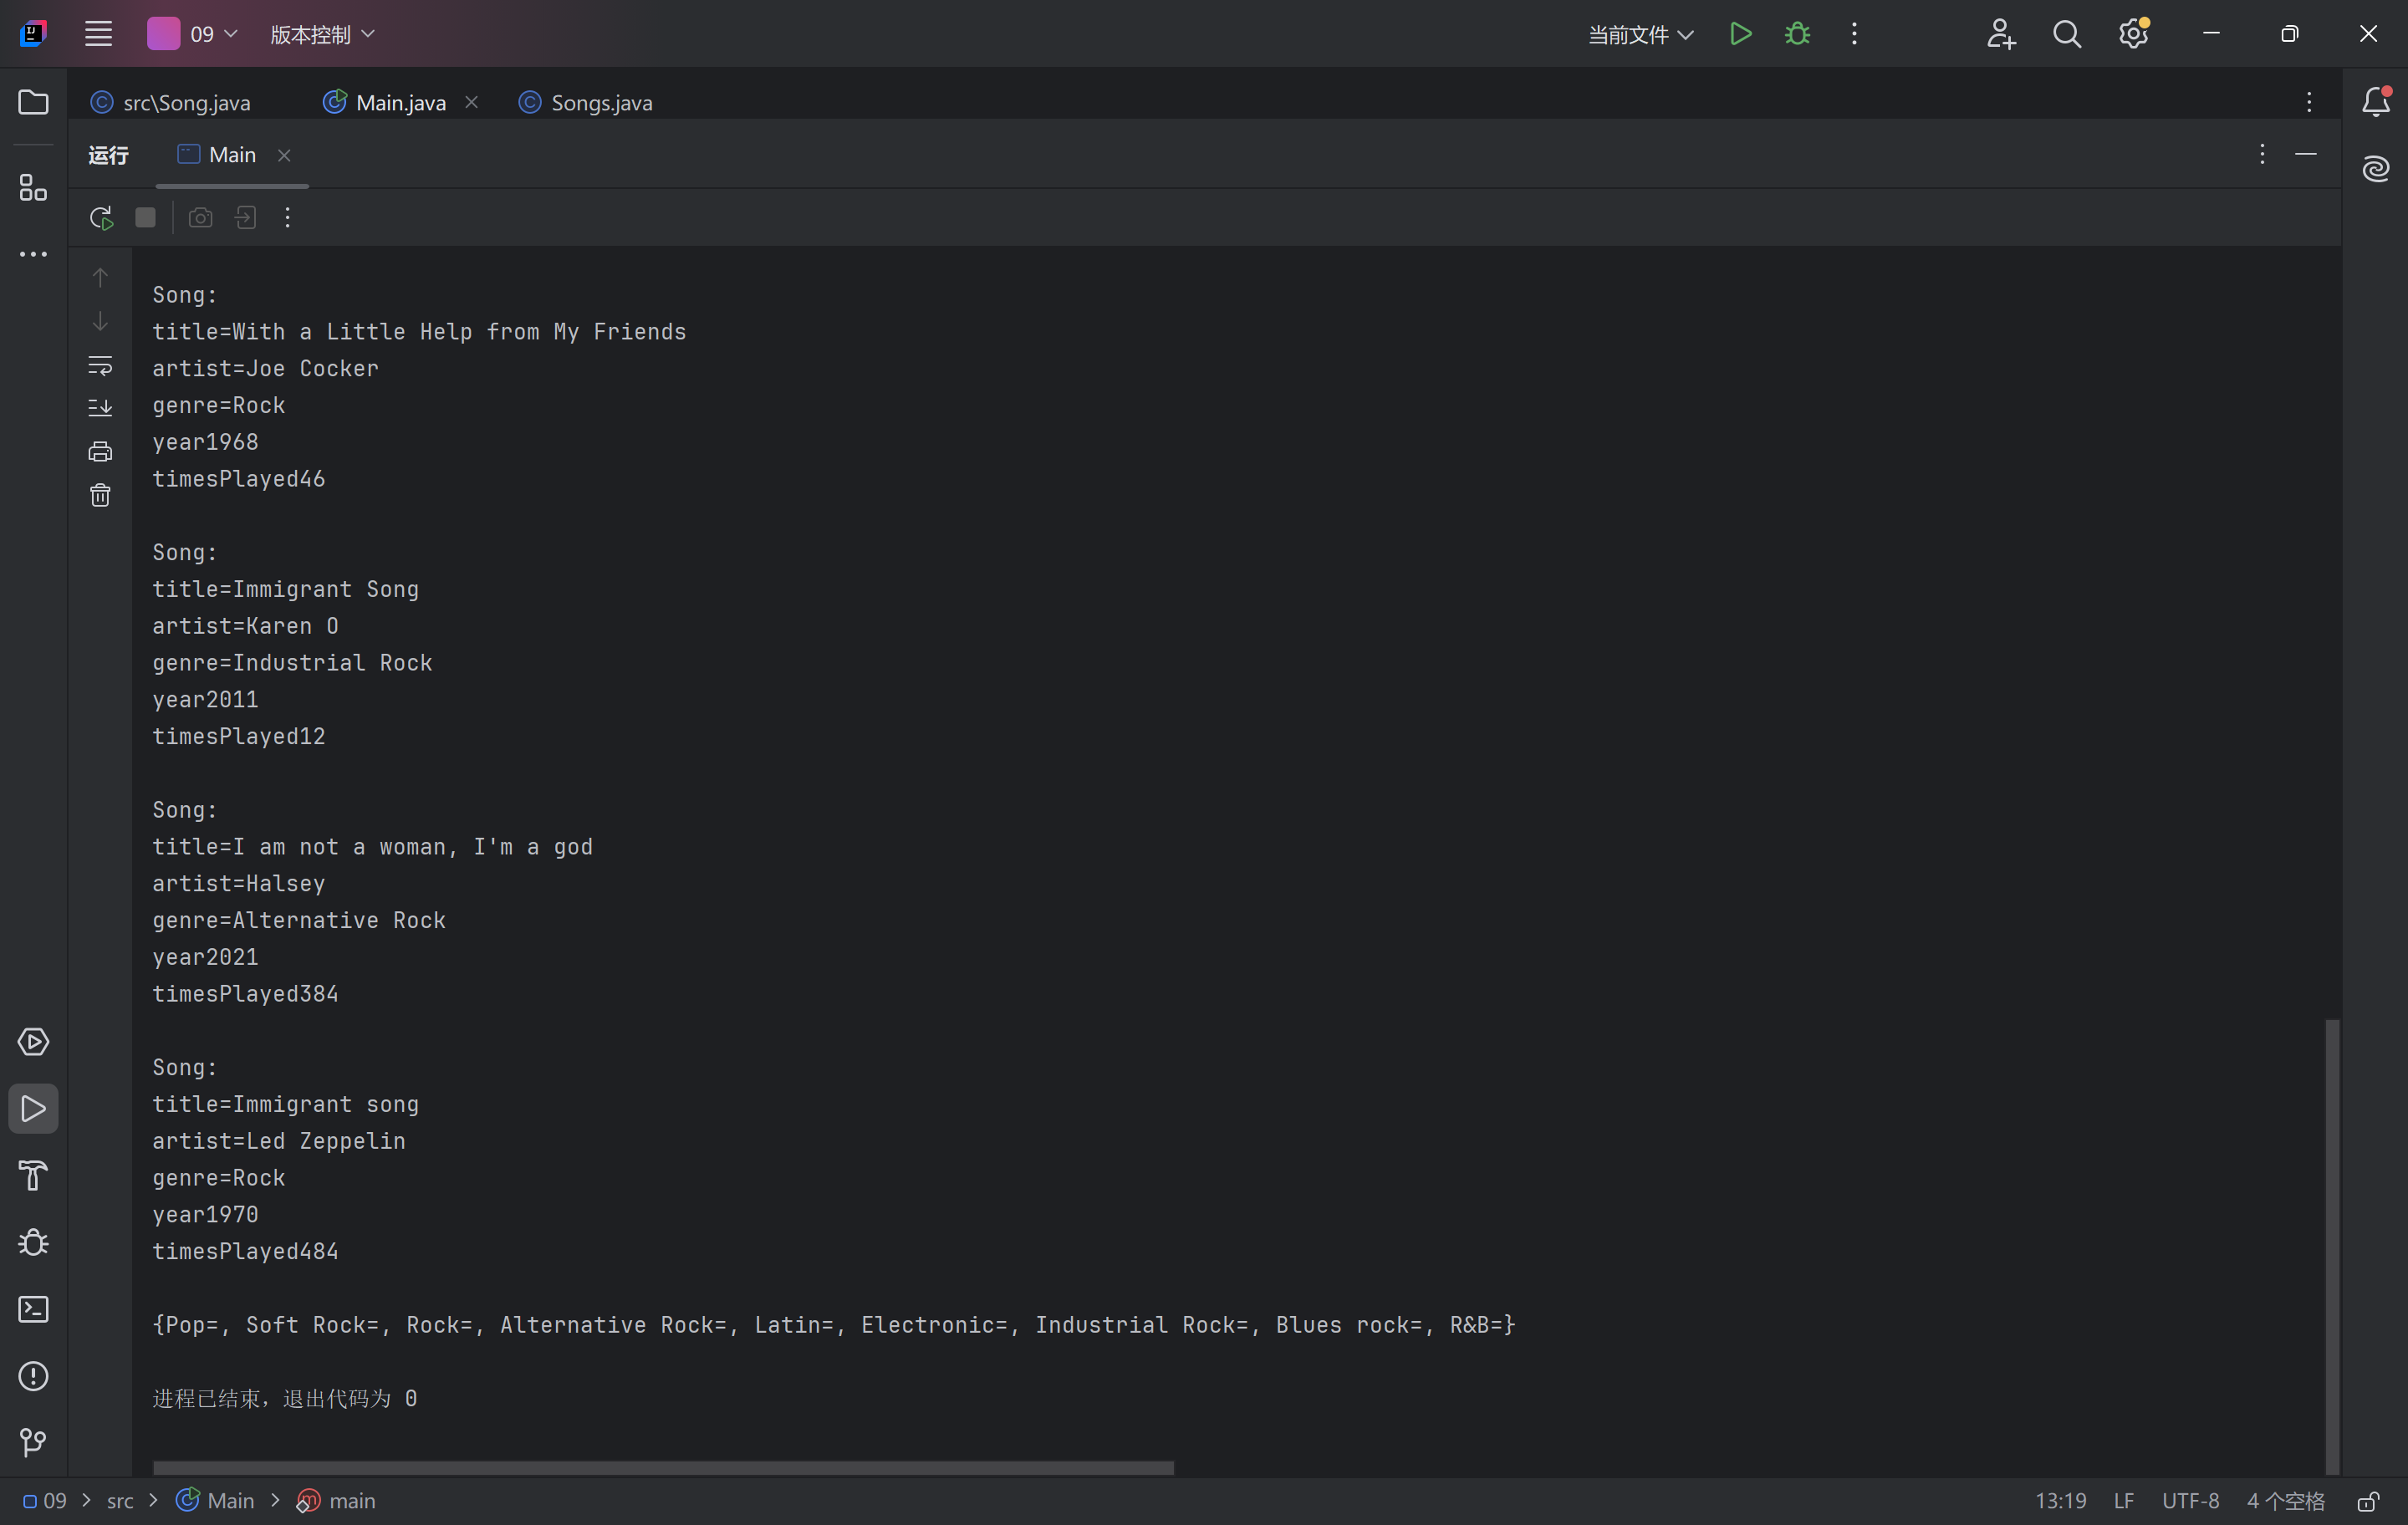 09 版本控制 当前文件
src\Song.java Main.java Songs.java
运行 Main
Song:
title=With a Little Help from My Friends
artist=Joe Cocker
genre=Rock
year1968
timesPlayed46
Song:
title=Immigrant Song
artist=Karen O
genre=Industrial Rock
year2011
timesPlayed12
Song:
title=I am not a woman, I'm a god
artist=Halsey
genre=Alternative Rock
year2021
timesPlayed384
Song:
title=Immigrant song
artist=Led Zeppelin
genre=Rock
year1970
timesPlayed484
{Pop=, Soft Rock=, Rock=, Alternative Rock=, Latin=, Electronic=, Industrial Rock=, Blues rock=, R&B=}
进程已结束，退出代码为 0
09 > src > Main > main 13:19 LF UTF-8 4 个空格